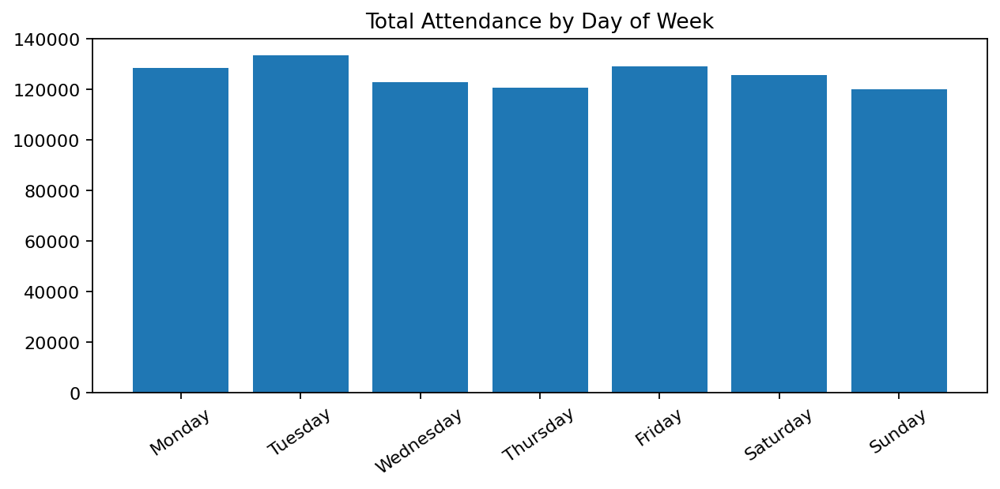 Total Attendance by Day of Week
140000
120000
100000
80000
60000
40000
20000
0
Monday
Tuesday
Wednesday
Thursday
Friday
Saturday
Sunday